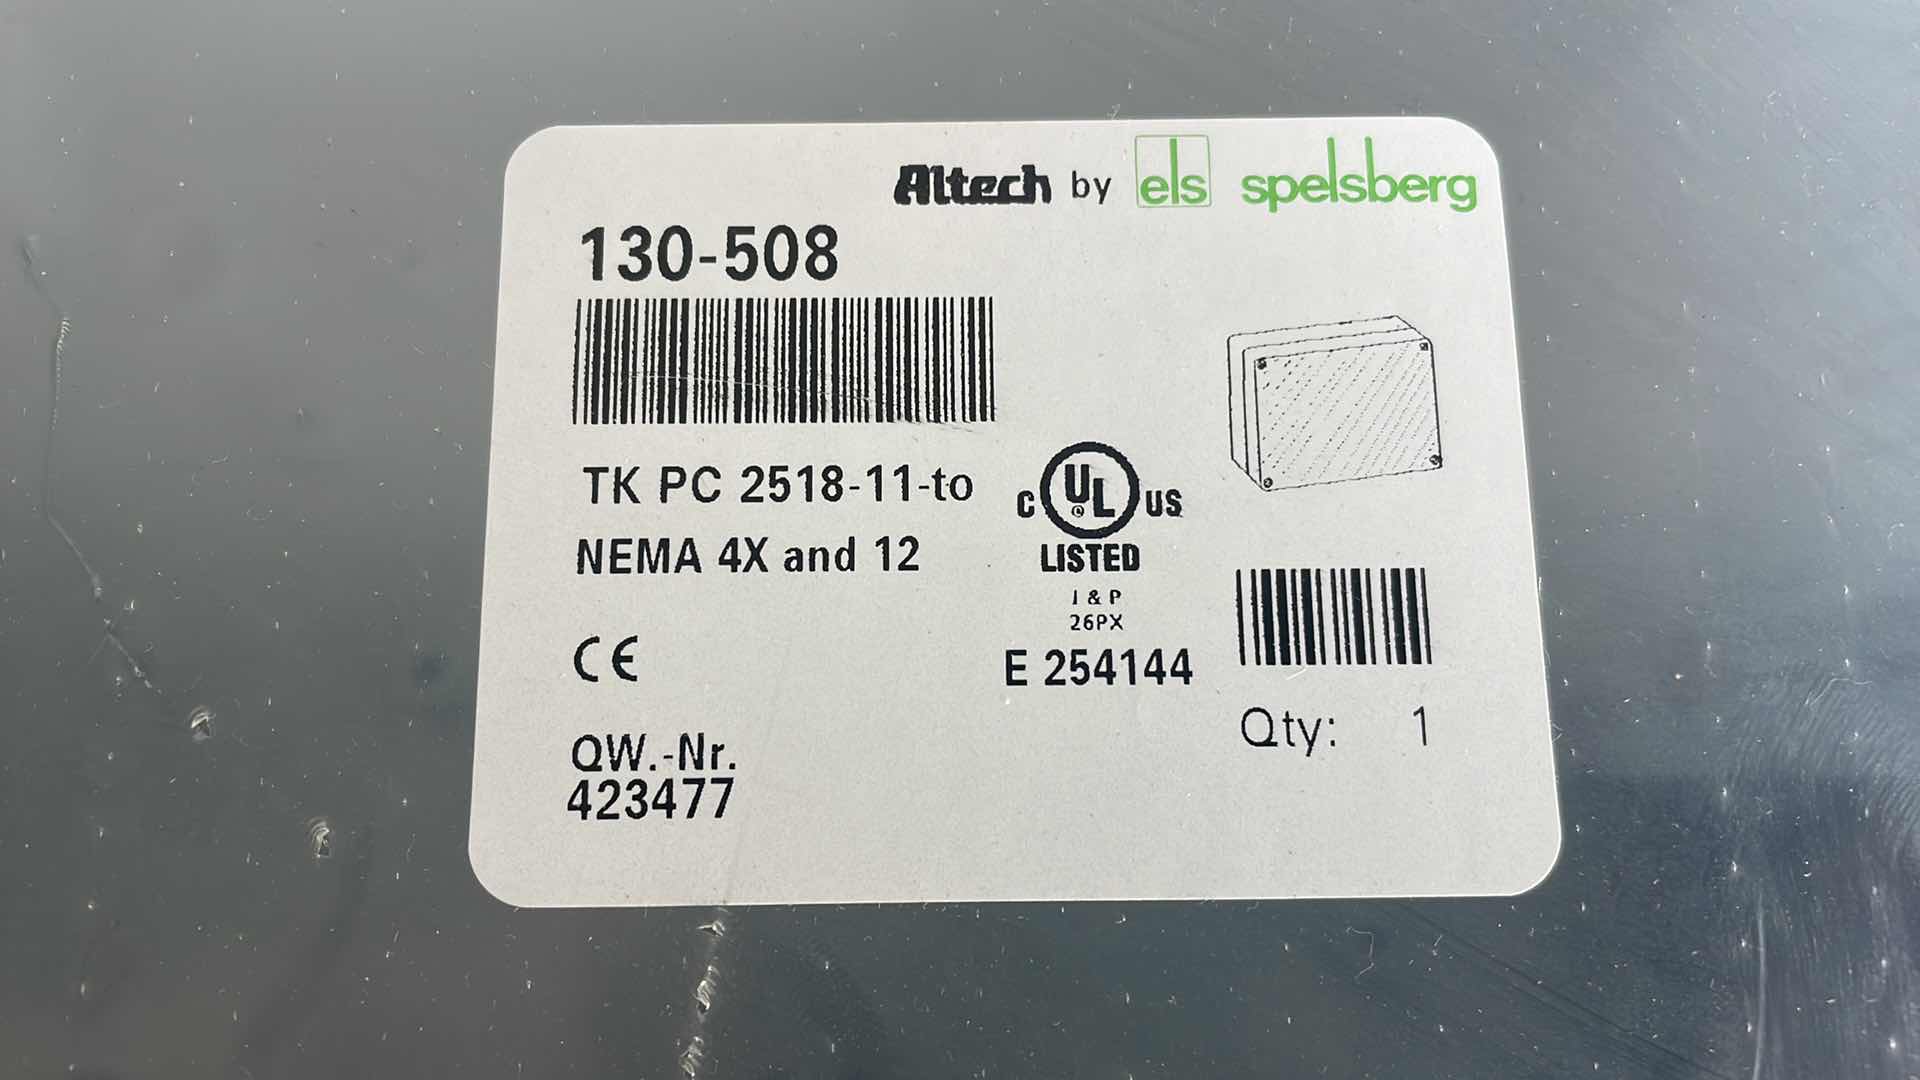 Altech by els spelsberg
130-508
TK PC 2518-11-to
NEMA 4X and 12
C UL US
LISTED
I & P
26PX
E 254144
CE
QW.-Nr.
423477
Qty: 1